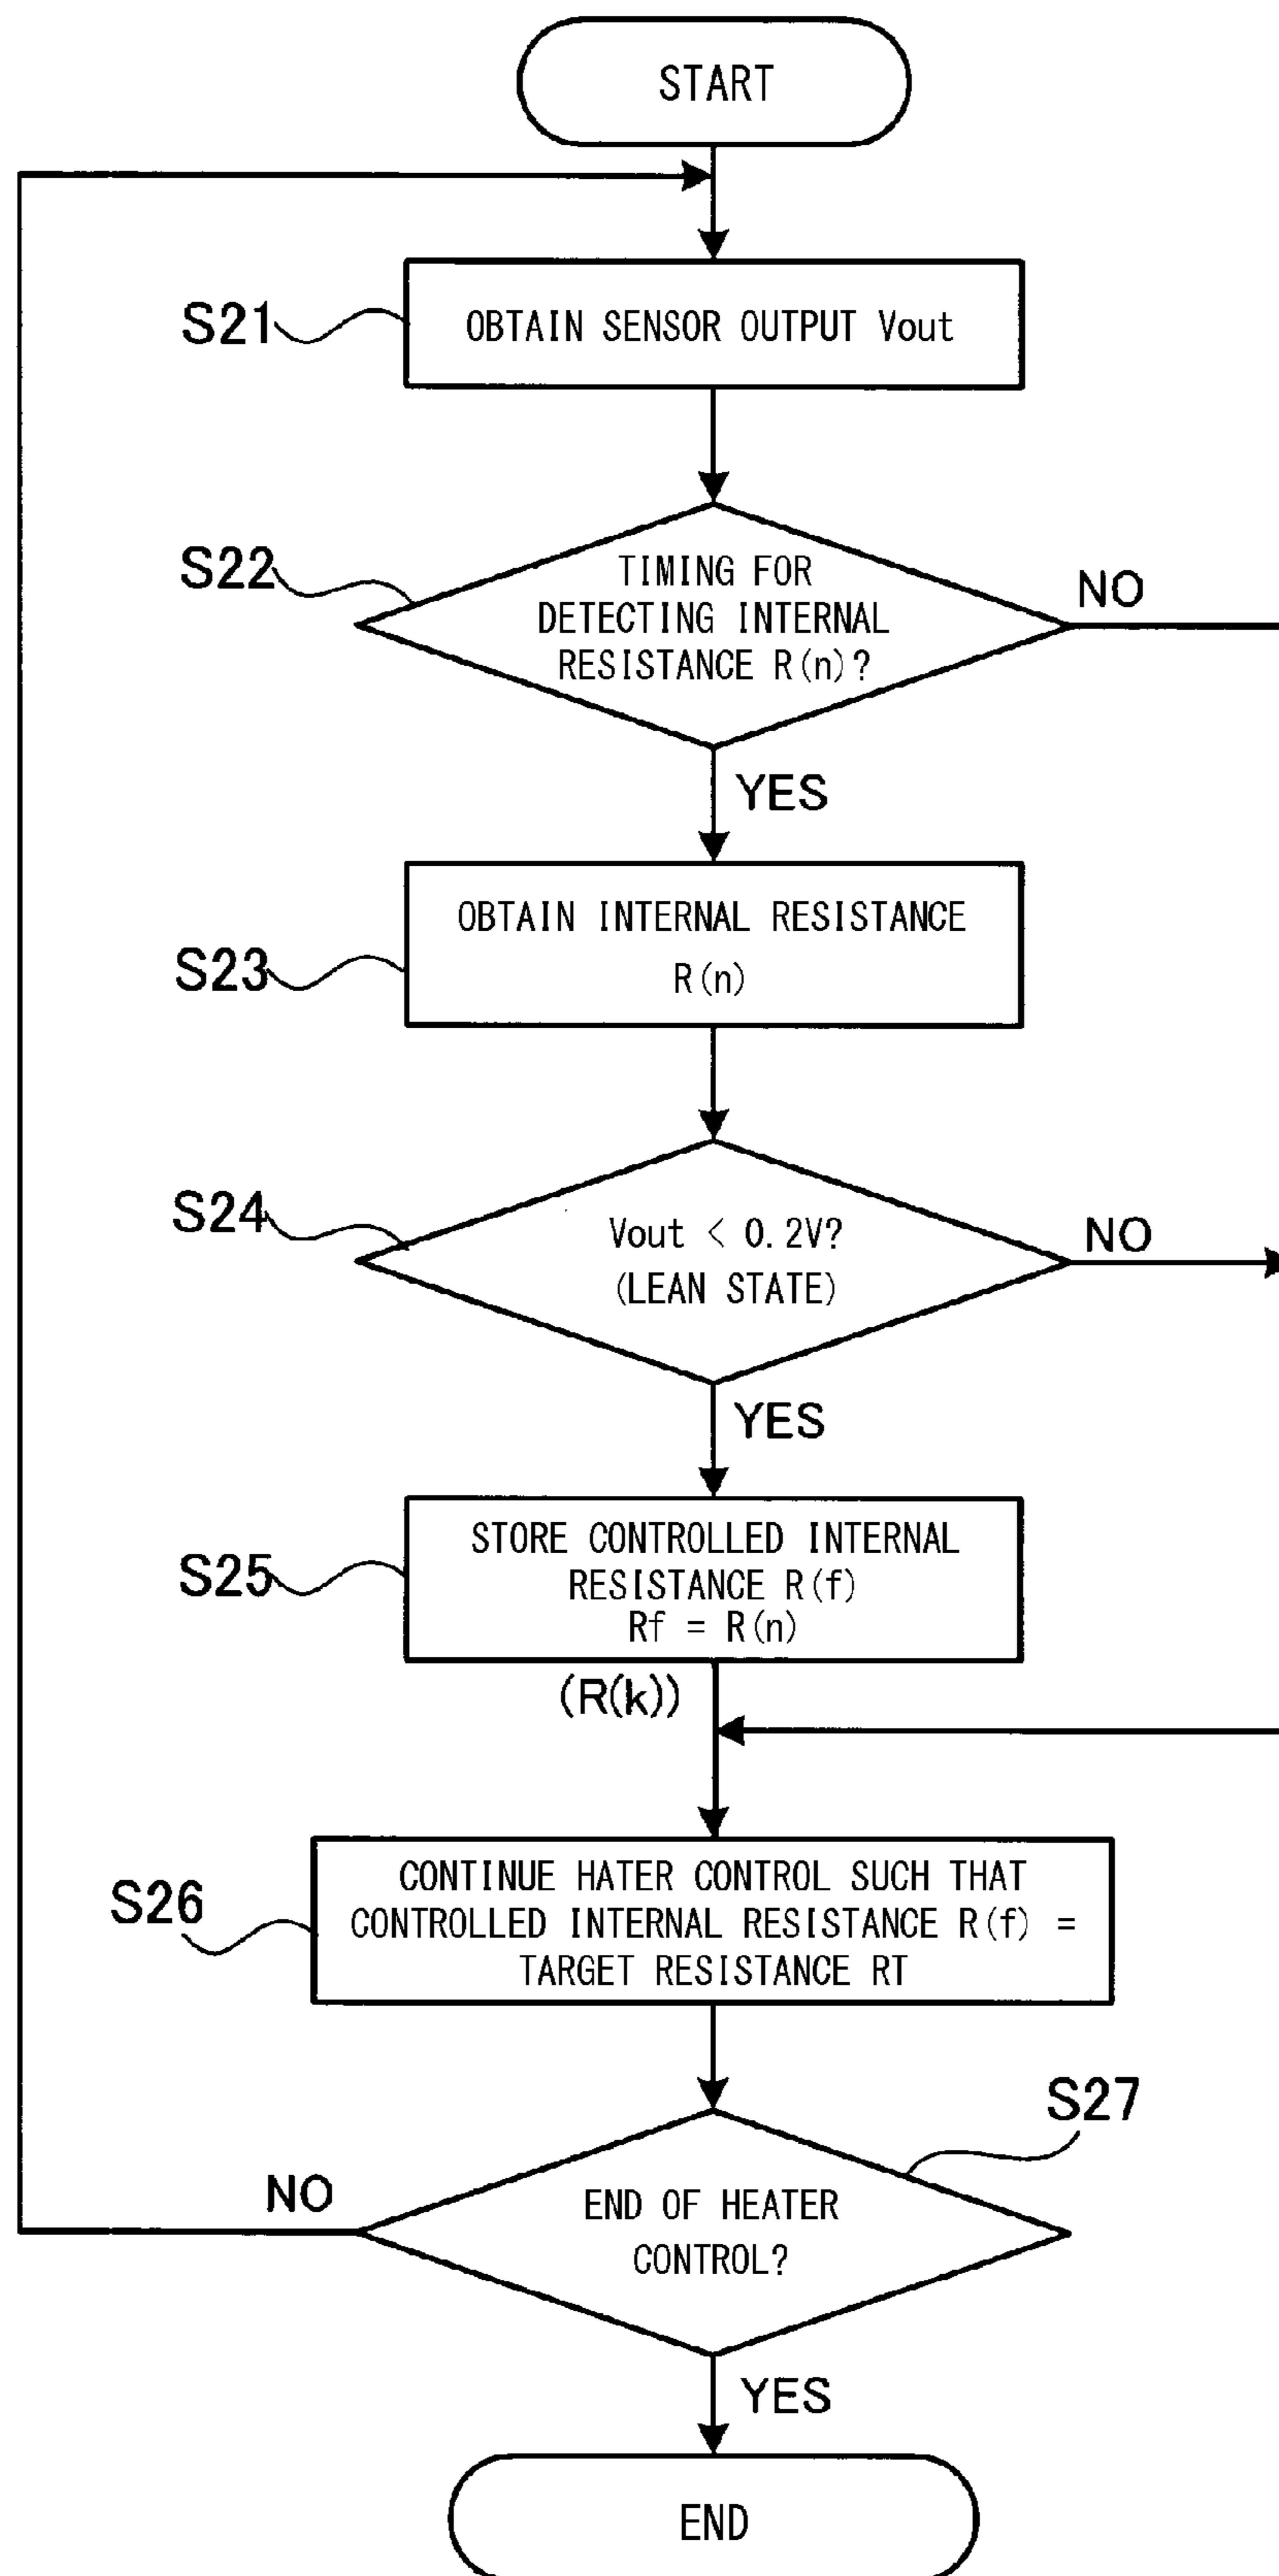 START
S21
OBTAIN SENSOR OUTPUT Vout
S22
TIMING FOR
DETECTING INTERNAL
RESISTANCE R(n)?
NO
YES
S23
OBTAIN INTERNAL RESISTANCE
R(n)
S24
Vout < 0.2V?
(LEAN STATE)
NO
YES
S25
STORE CONTROLLED INTERNAL
RESISTANCE R(f)
Rf = R(n)
(R(k))
S26
CONTINUE HATER CONTROL SUCH THAT
CONTROLLED INTERNAL RESISTANCE R(f) =
TARGET RESISTANCE RT
S27
NO
END OF HEATER
CONTROL?
YES
END